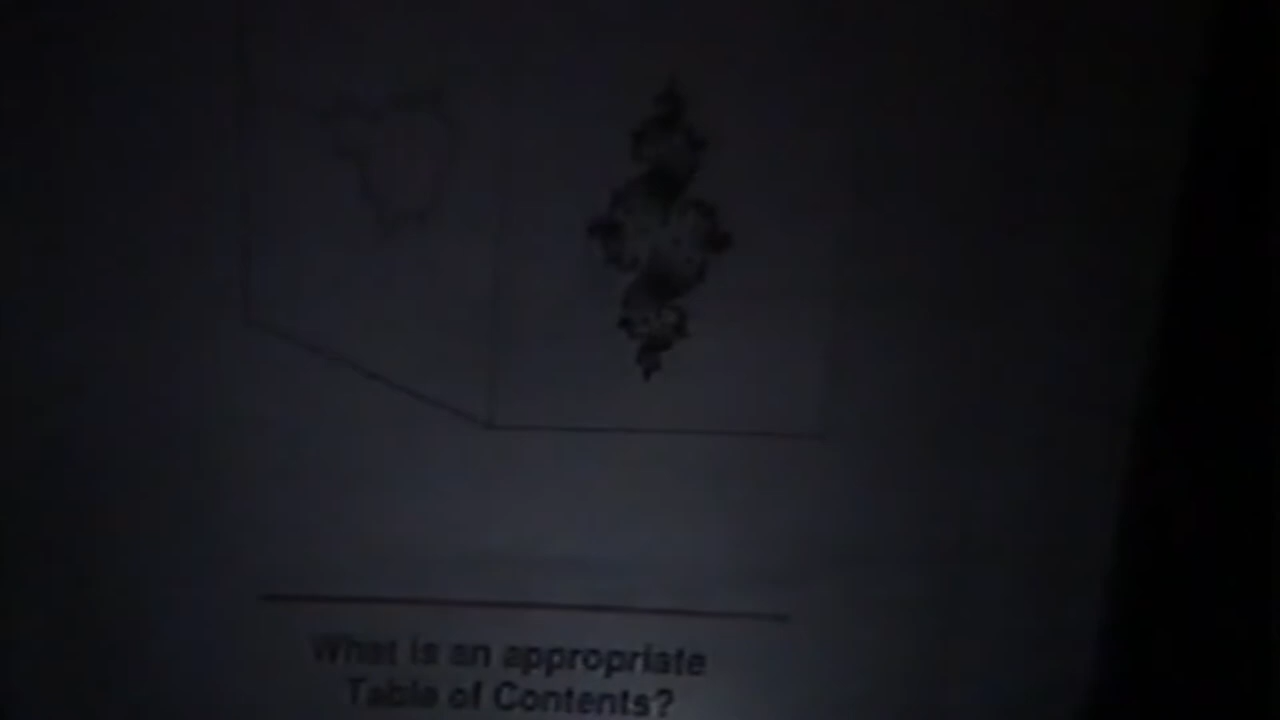 What is an appropriate
Table of Contents?